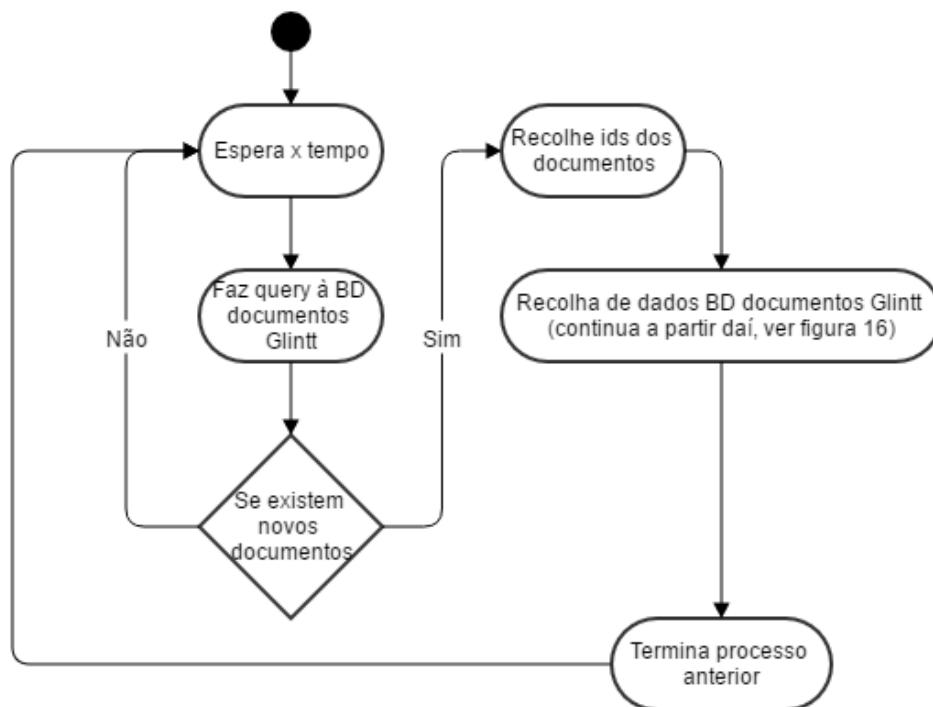 Espera x tempo
Faz query à BD
documentos
Glintt
Não
Sim
Se existem
novos
documentos
Recolhe ids dos
documentos
Recolha de dados BD documentos Glintt
(continua a partir daí, ver figura 16)
Termina processo
anterior